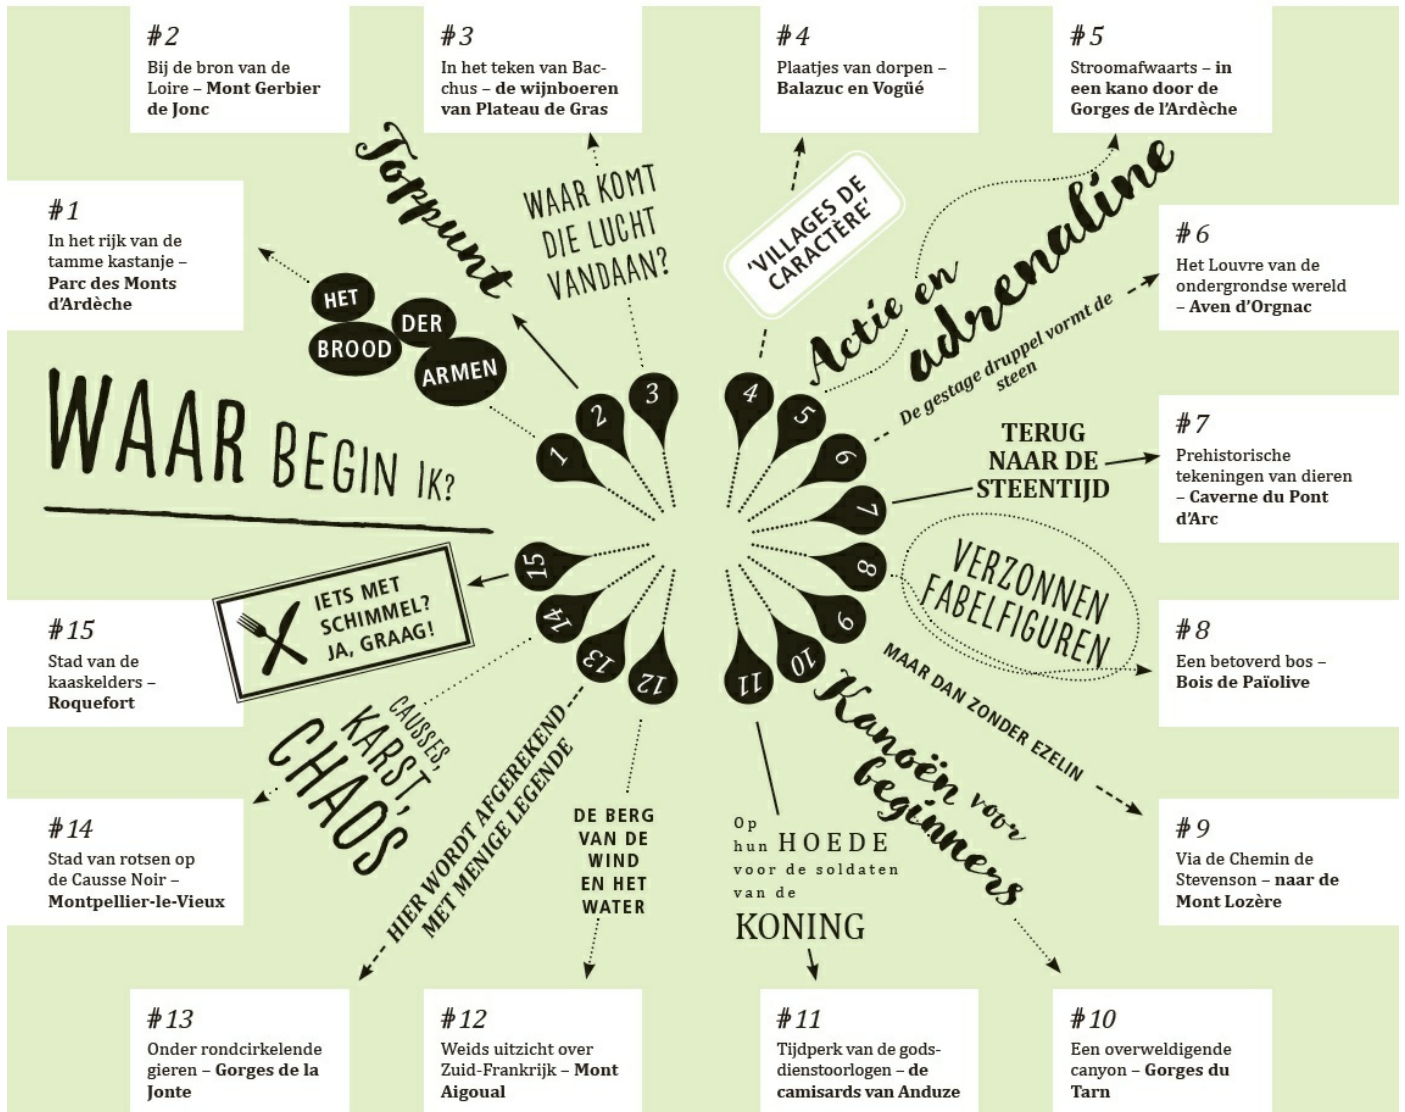 #2
Bij de bron van de
Loire – Mont Gerbier
de Jonc
#3
In het teken van Bac-
chus – de wijnboeren
van Plateau de Gras
#4
Plaatjes van dorpen –
Balazuc en Vogüé
#5
Stroomafwaarts – in
een kano door de
Gorges de l’Ardèche
#1
In het rijk van de
tamme kastanje –
Parc des Monts
d’Ardèche
HET
BROOD
DER
ARMEN
Toppunt
WAAR KOMT
DIE LUCHT
VANDAAN?
‘VILLAGES DE
CARACTÈRE’
Actie en
adrenaline
De gestage druppel vormt de
steen
#6
Het Louvre van de
ondergrondse wereld
– Aven d’Orgnac
WAAR BEGIN IK?
1
2
3
4
5
6
7
8
9
10
11
12
13
14
15
TERUG
NAAR DE
STEENTIJD
#7
Prehistorische
tekeningen van dieren
– Caverne du Pont
d’Arc
VERZONNEN
FABELFIGUREN
#8
Een betoverd bos –
Bois de Païolive
IETS MET
SCHIMMEL?
JA, GRAAG!
#15
Stad van de
kaaskelders –
Roquefort
MAAR DAN ZONDER EZELIN
#9
Via de Chemin de
Stevenson – naar de
Mont Lozère
CAUSSES,
KARST,
CHAOS
#14
Stad van rotsen op
de Causse Noir –
Montpellier-le-Vieux
HIER WORDT AFGEREKEND
MET MENIGE LEGENDE
DE BERG
VAN DE
WIND
EN HET
WATER
Op
hun HOEDE
voor de soldaten
van de
KONING
Kanoën voor
beginners
#13
Onder rondcirkelende
gieren – Gorges de la
Jonte
#12
Weids uitzicht over
Zuid-Frankrijk – Mont
Aigoual
#11
Tijdperk van de gods-
dienstoorlogen – de
camisards van Anduze
#10
Een overweldigende
canyon – Gorges du
Tarn